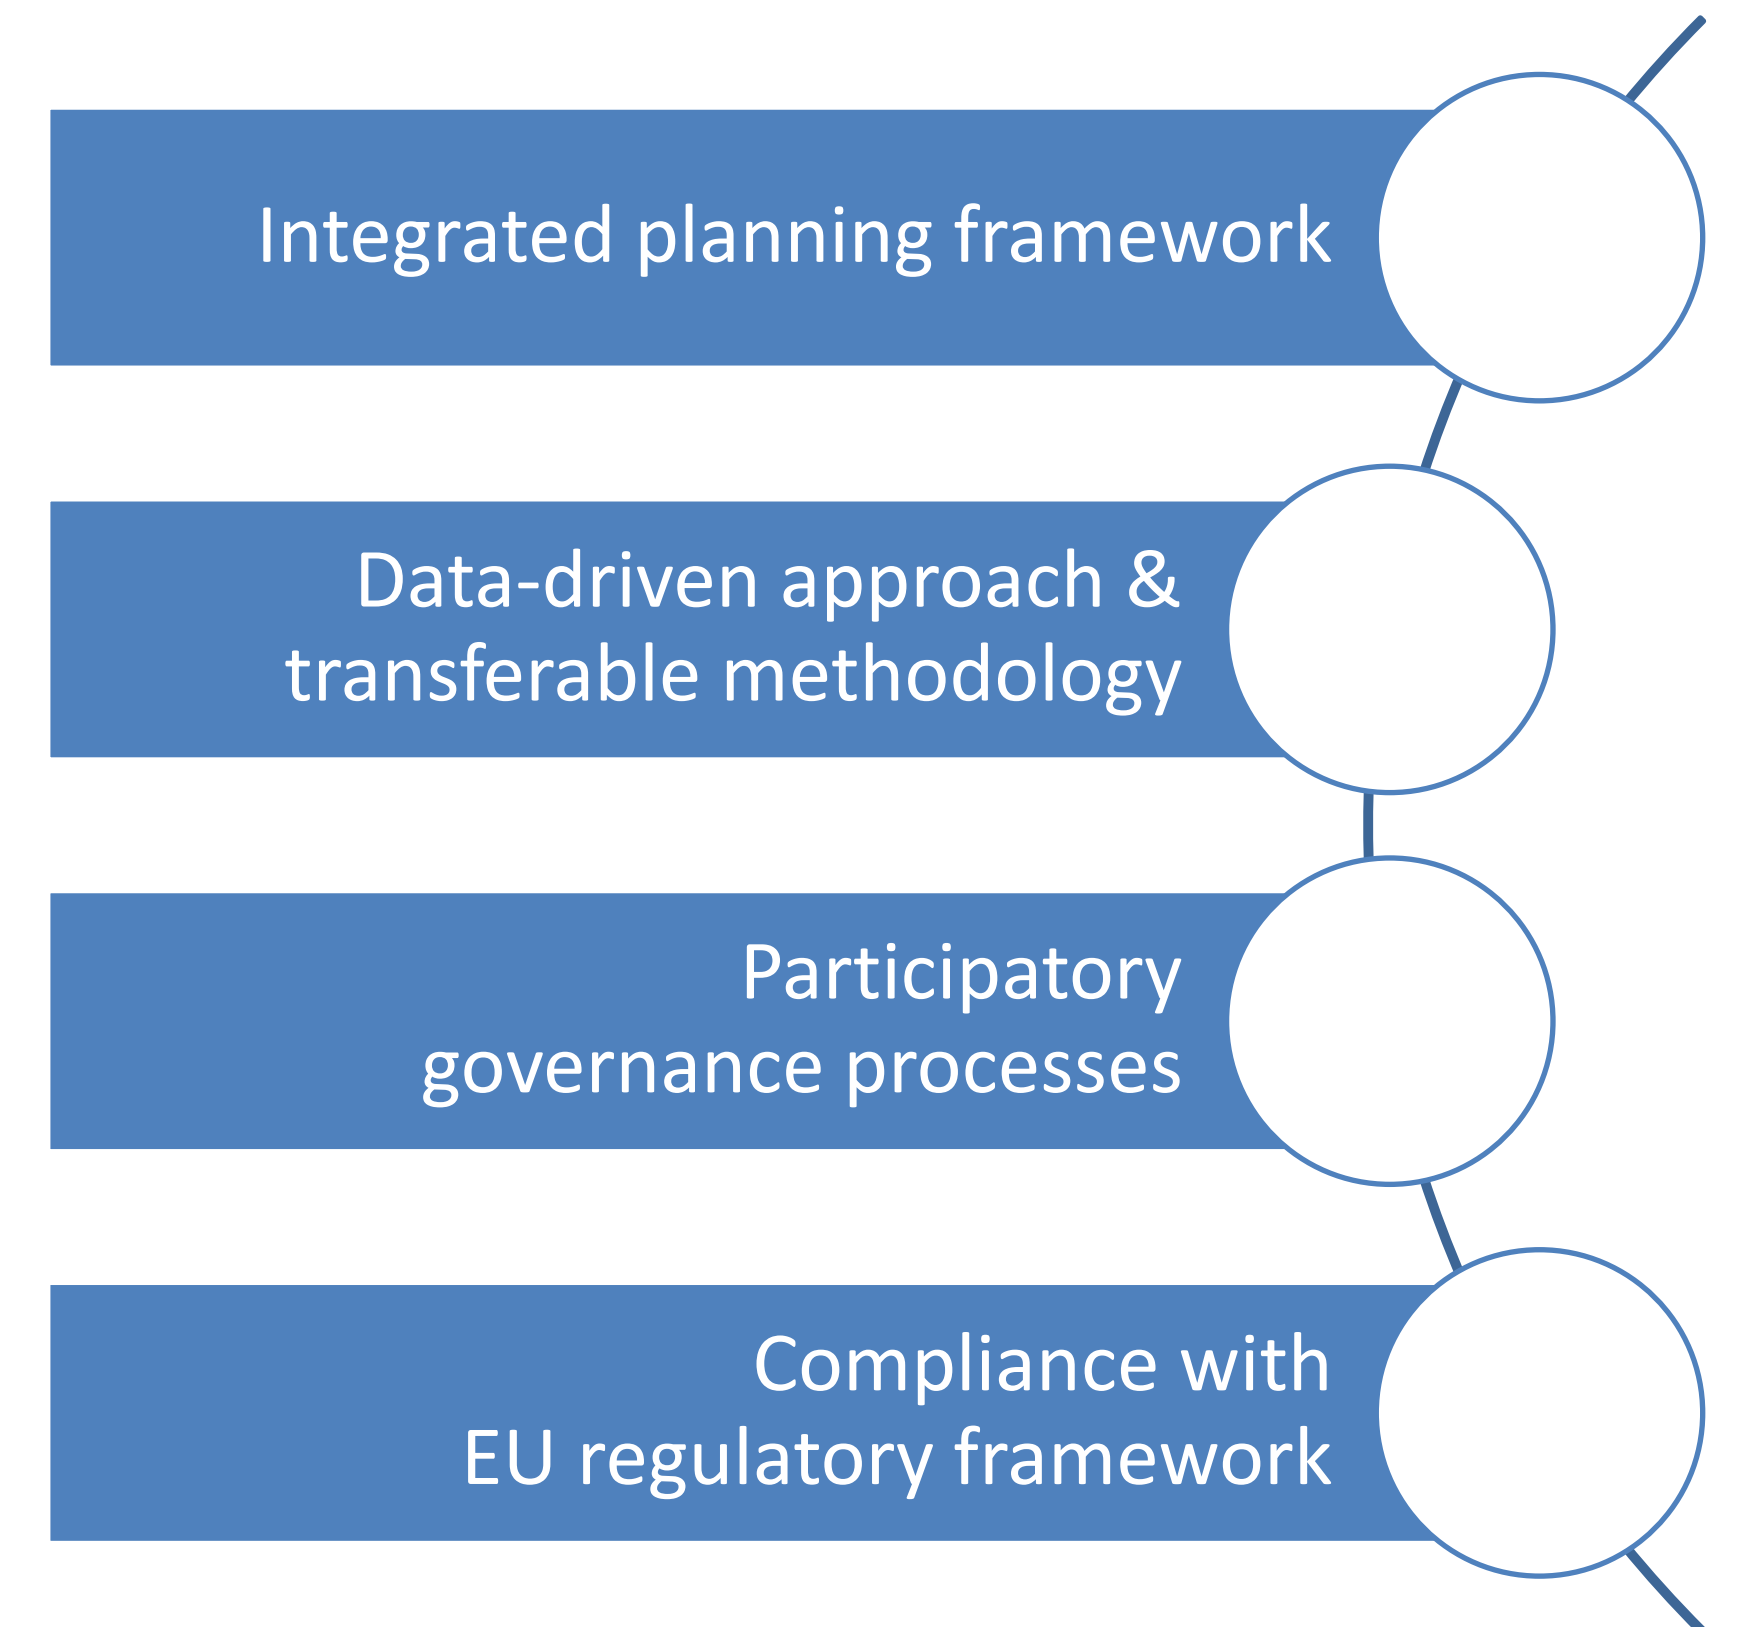 Integrated planning framework
Data-driven approach &
transferable methodology
Participatory
governance processes
Compliance with
EU regulatory framework